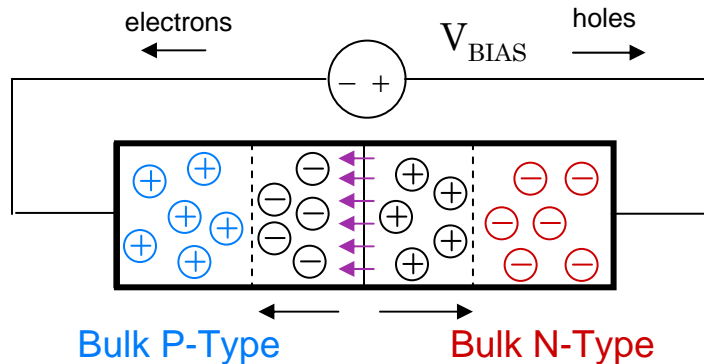 electrons
holes
V_BIAS
− +
Bulk P-Type
Bulk N-Type